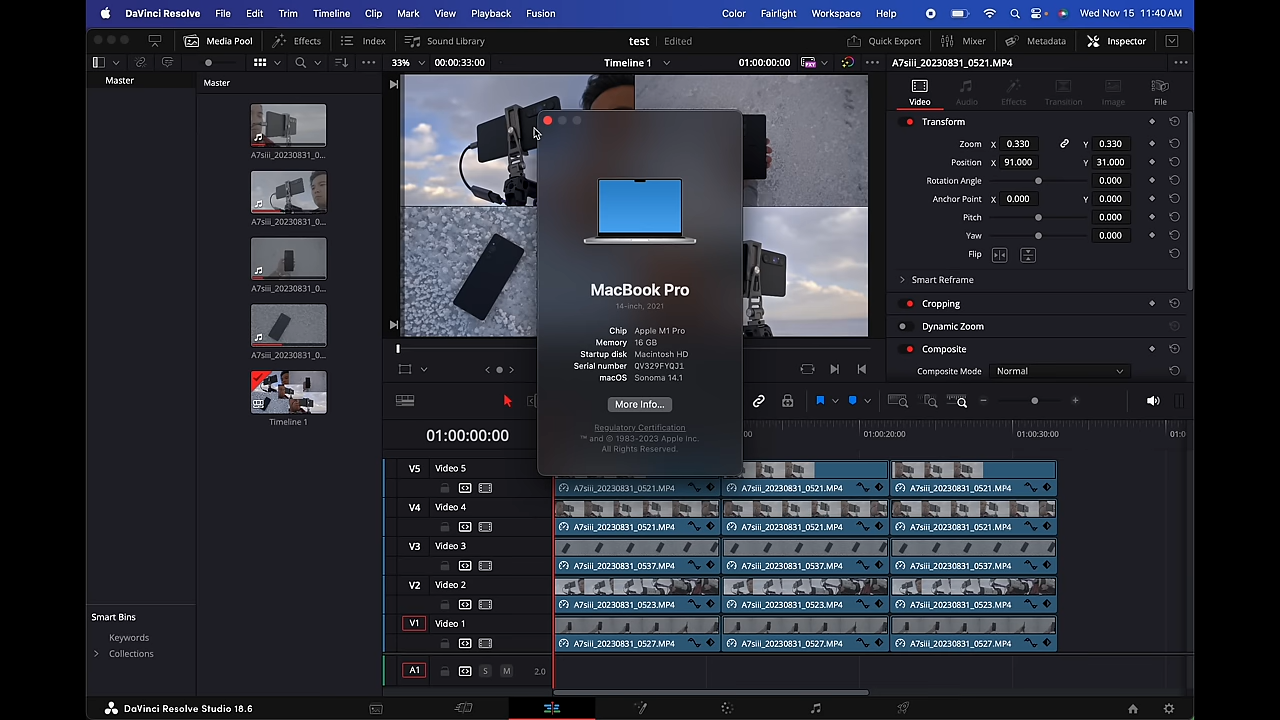 DaVinci Resolve File Edit Trim Timeline Clip Mark View Playback Fusion Color Fairlight Workspace Help Wed Nov 15 11:40 AM
Media Pool Effects Index Sound Library test Edited Quick Export Mixer Metadata Inspector
33% 00:00:33:00 Timeline 1 01:00:00:00 A7siii_20230831_0521.MP4
Master
Master
A7siii_20230831_0...
A7siii_20230831_0...
A7siii_20230831_0...
A7siii_20230831_0...
Timeline 1
Smart Bins
Keywords
Collections
MacBook Pro
14-inch, 2021
Chip Apple M1 Pro
Memory 16 GB
Startup disk Macintosh HD
Serial number QV329FYQJ1
macOS Sonoma 14.1
More Info...
Regulatory Certification
™ and © 1983-2023 Apple Inc.
All Rights Reserved.
Video Audio Effects Transition Image File
Transform
Zoom X 0.330 Y 0.330
Position X 91.000 Y 31.000
Rotation Angle 0.000
Anchor Point X 0.000 Y 0.000
Pitch 0.000
Yaw 0.000
Flip
Smart Reframe
Cropping
Dynamic Zoom
Composite
Composite Mode Normal
01:00:00:00 00 01:00:20:00 01:00:30:00 01:0
V5 Video 5
A7siii_20230831_0521.MP4 A7siii_20230831_0521.MP4 A7siii_20230831_0521.MP4
V4 Video 4
A7siii_20230831_0521.MP4 A7siii_20230831_0521.MP4 A7siii_20230831_0521.MP4
V3 Video 3
A7siii_20230831_0537.MP4 A7siii_20230831_0537.MP4 A7siii_20230831_0537.MP4
V2 Video 2
A7siii_20230831_0523.MP4 A7siii_20230831_0523.MP4 A7siii_20230831_0523.MP4
V1 Video 1
A7siii_20230831_0527.MP4 A7siii_20230831_0527.MP4 A7siii_20230831_0527.MP4
A1 S M 2.0
DaVinci Resolve Studio 18.6